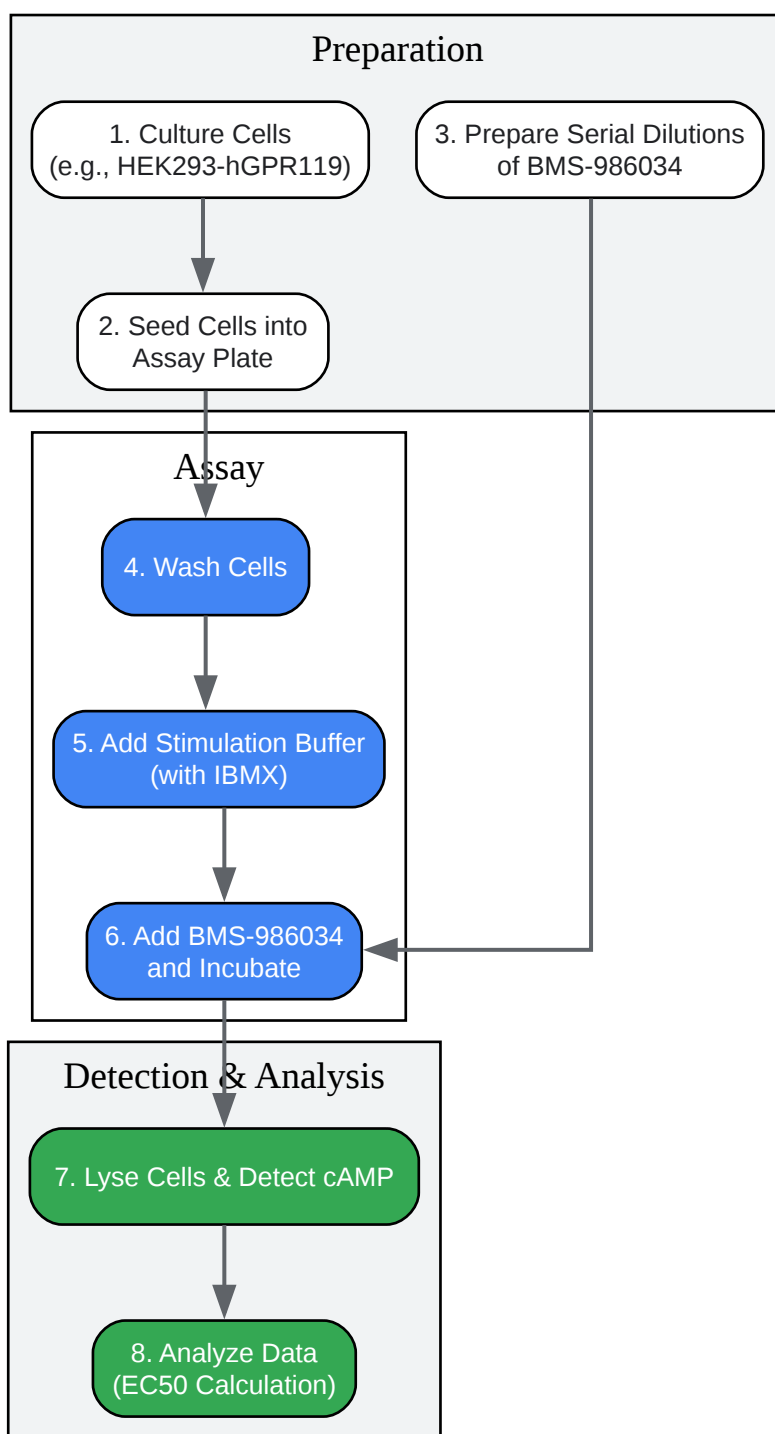 Preparation
1. Culture Cells
(e.g., HEK293-hGPR119)
3. Prepare Serial Dilutions
of BMS-986034
2. Seed Cells into
Assay Plate
Assay
4. Wash Cells
5. Add Stimulation Buffer
(with IBMX)
6. Add BMS-986034
and Incubate
Detection & Analysis
7. Lyse Cells & Detect cAMP
8. Analyze Data
(EC50 Calculation)